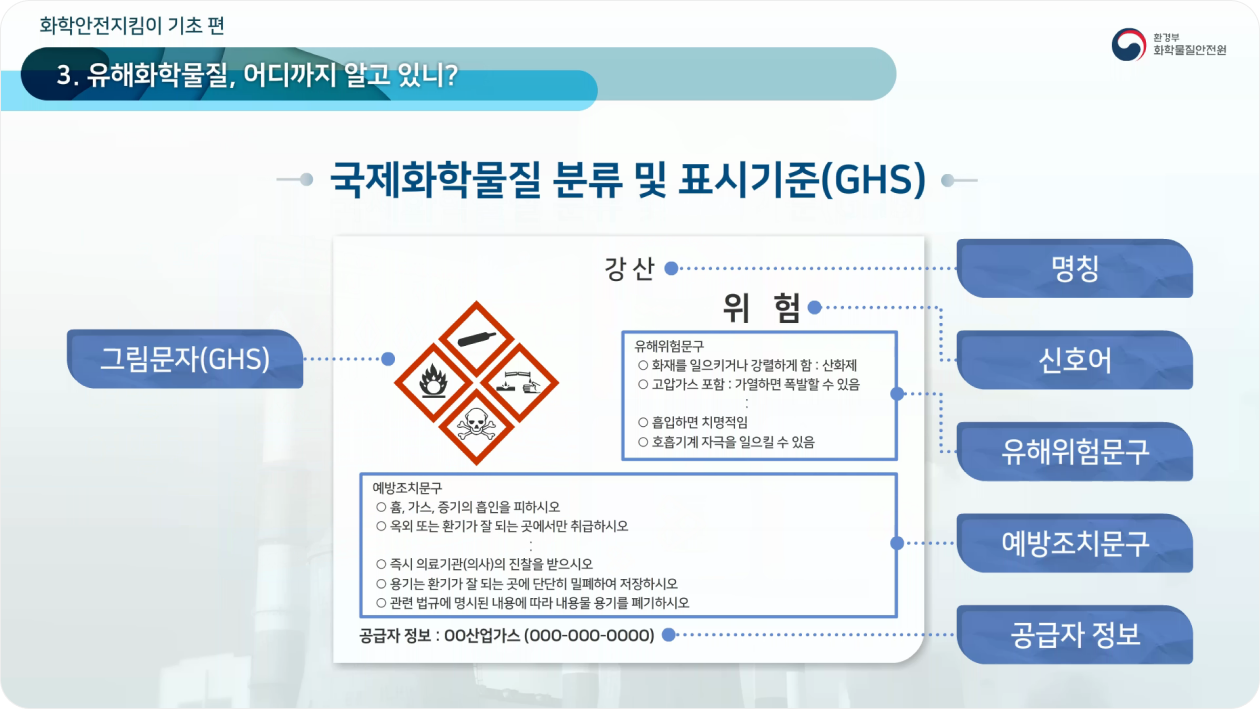 화학안전지킴이 기초 편
환경부
화학물질안전원
3. 유해화학물질, 어디까지 알고 있니?
국제화학물질 분류 및 표시기준(GHS)
강 산
명칭
위 험
신호어
그림문자(GHS)
유해위험문구
○ 화재를 일으키거나 강렬하게 함 : 산화제
○ 고압가스 포함 : 가열하면 폭발할 수 있음
:
○ 흡입하면 치명적임
○ 호흡기계 자극을 일으킬 수 있음
유해위험문구
예방조치문구
○ 흄, 가스, 증기의 흡인을 피하시오
○ 옥외 또는 환기가 잘 되는 곳에서만 취급하시오
:
○ 즉시 의료기관(의사)의 진찰을 받으시오
○ 용기는 환기가 잘 되는 곳에 단단히 밀폐하여 저장하시오
○ 관련 법규에 명시된 내용에 따라 내용물 용기를 폐기하시오
예방조치문구
공급자 정보 : OO산업가스 (OOO-OOO-OOOO)
공급자 정보